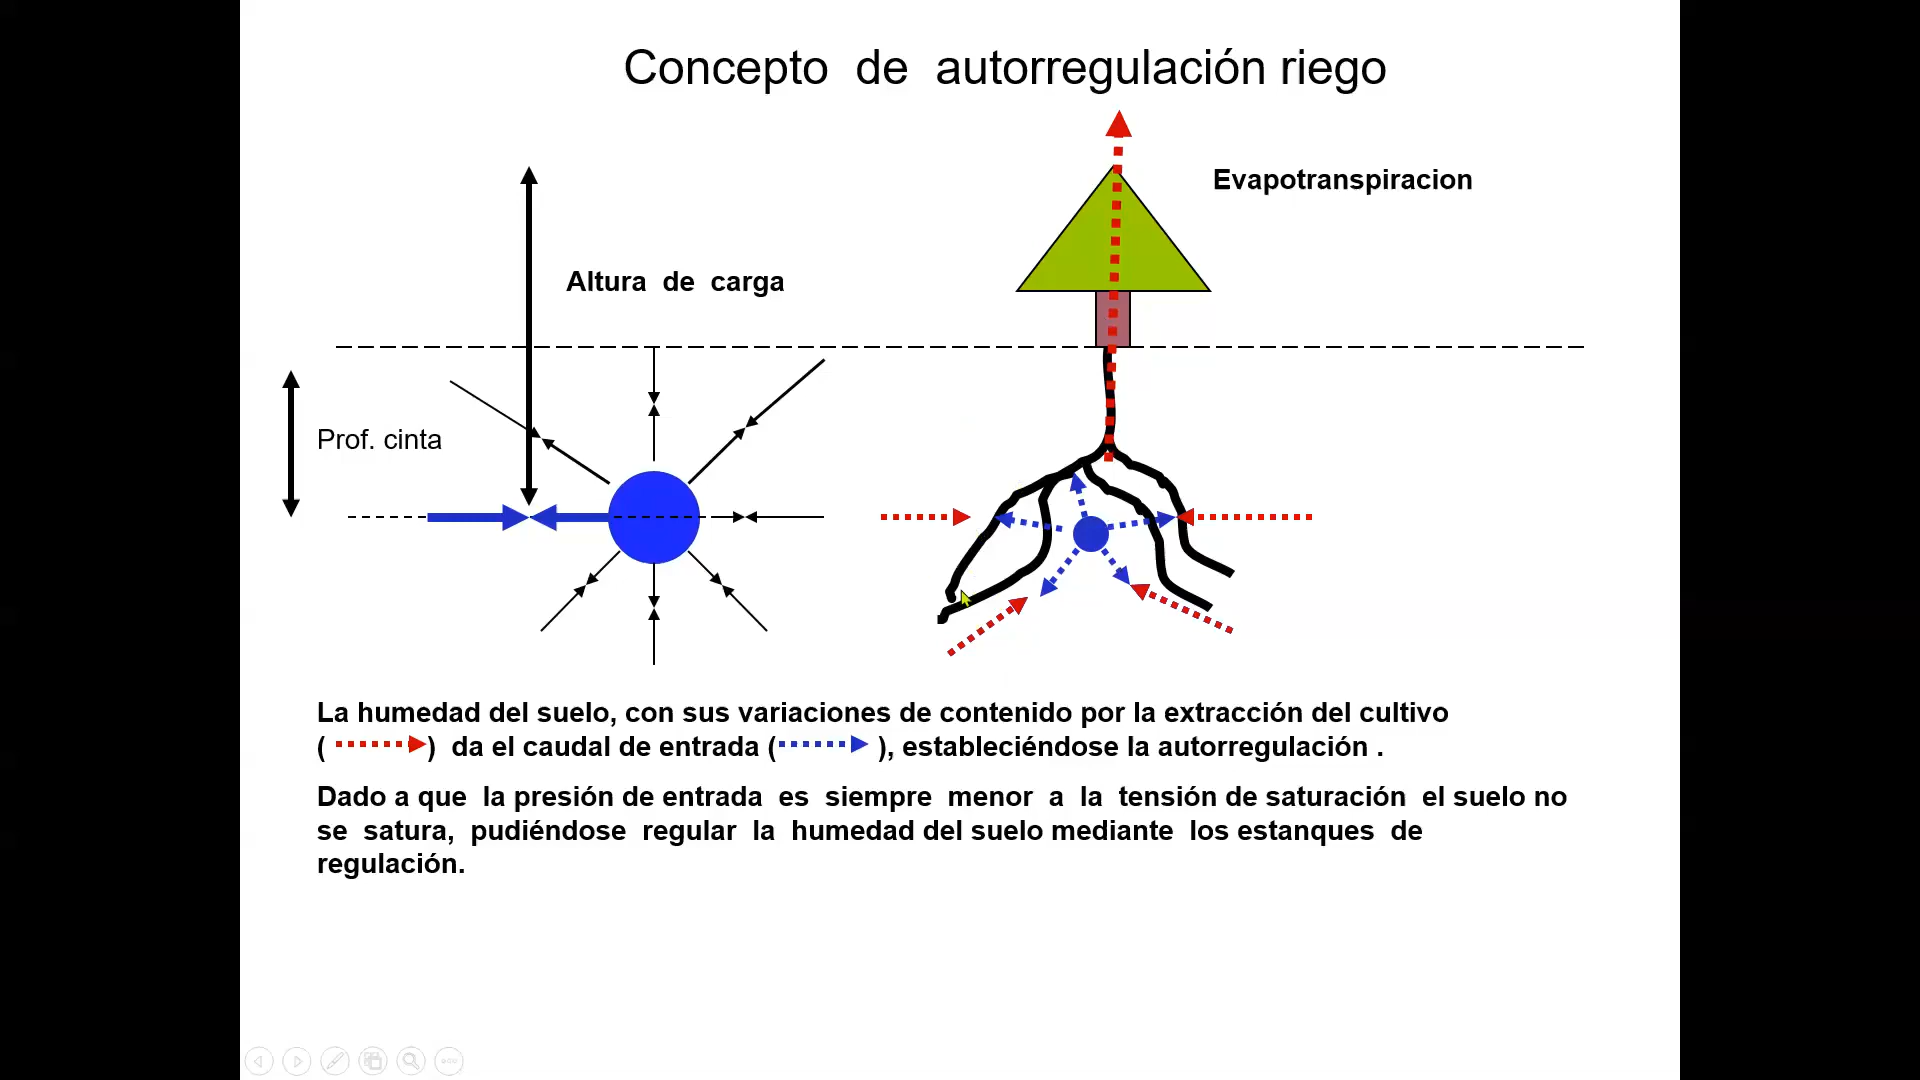 Concepto de autorregulación riego
Evapotranspiracion
Altura de carga
Prof. cinta
La humedad del suelo, con sus variaciones de contenido por la extracción del cultivo
( ) da el caudal de entrada ( ), estableciéndose la autorregulación .
Dado a que la presión de entrada es siempre menor a la tensión de saturación el suelo no
se satura, pudiéndose regular la humedad del suelo mediante los estanques de
regulación.